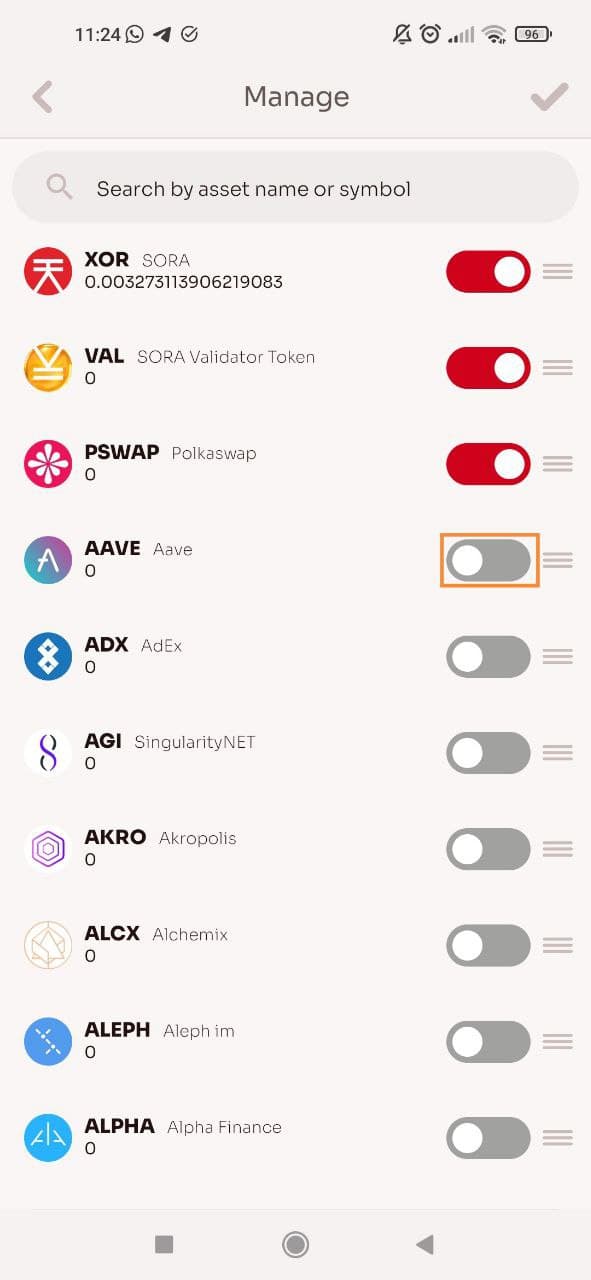 11:24
96
Manage
Search by asset name or symbol
XOR SORA
0.003273113906219083
VAL SORA Validator Token
0
PSWAP Polkaswap
0
AAVE Aave
0
ADX AdEx
0
AGI SingularityNET
0
AKRO Akropolis
0
ALCX Alchemix
0
ALEPH Aleph im
0
ALPHA Alpha Finance
0